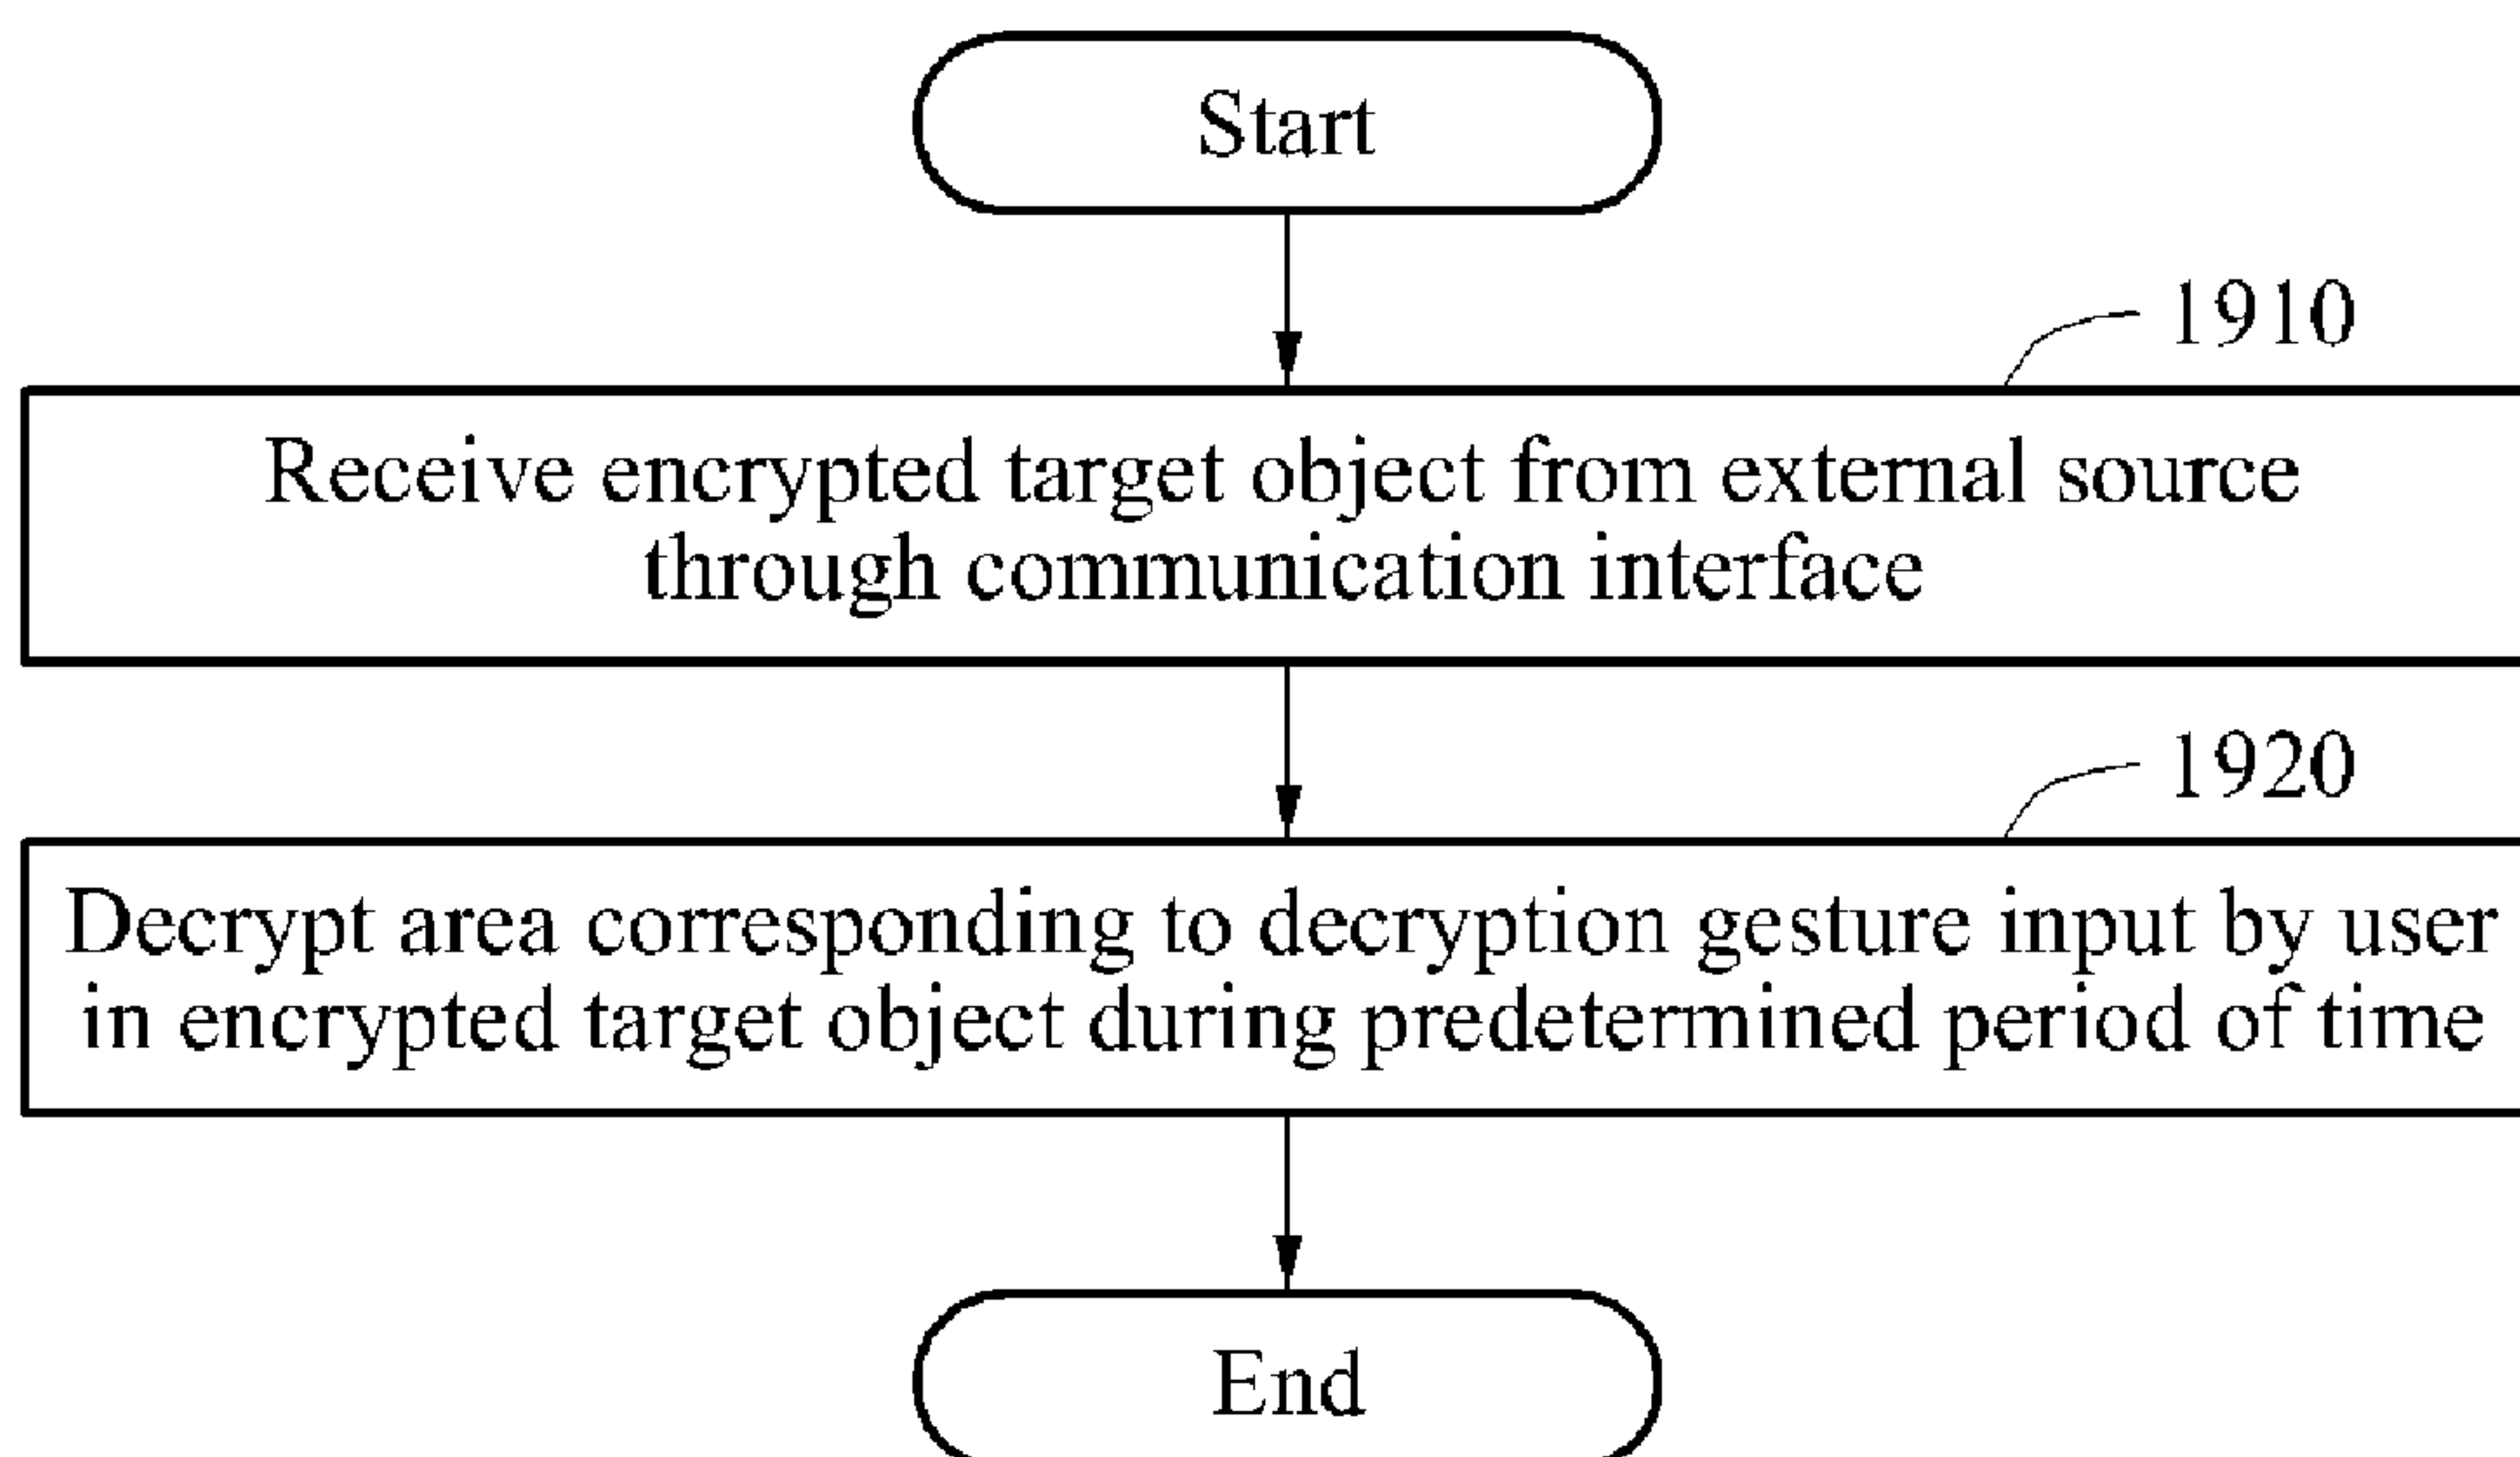 Start
1910
Receive encrypted target object from external source
through communication interface
1920
Decrypt area corresponding to decryption gesture input by user
in encrypted target object during predetermined period of time
End